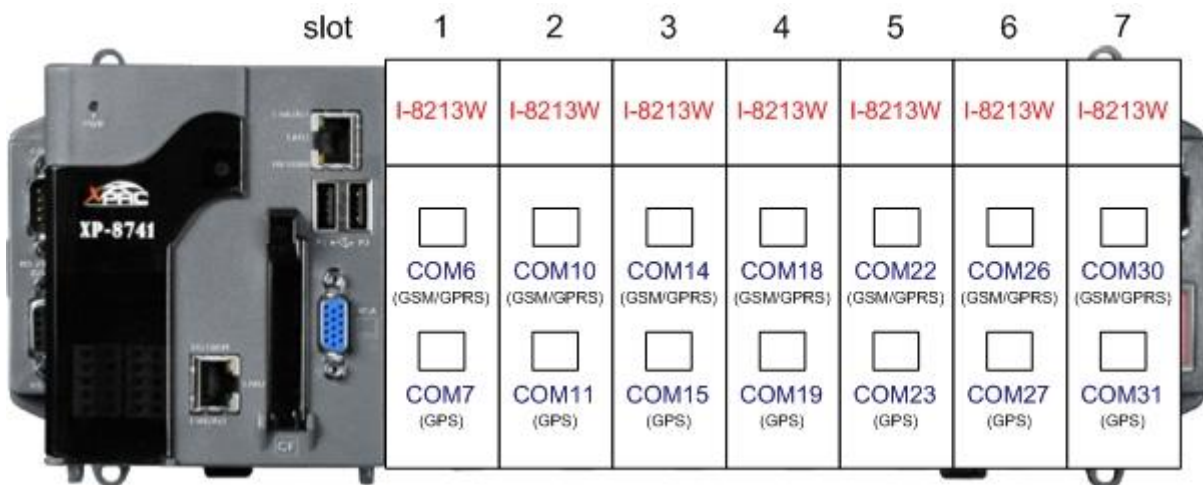 slot 1 2 3 4 5 6 7
I-8213W I-8213W I-8213W I-8213W I-8213W I-8213W I-8213W
XPAC
XP-8741
COM6 COM10 COM14 COM18 COM22 COM26 COM30
(GSM/GPRS) (GSM/GPRS) (GSM/GPRS) (GSM/GPRS) (GSM/GPRS) (GSM/GPRS) (GSM/GPRS)
COM7 COM11 COM15 COM19 COM23 COM27 COM31
(GPS) (GPS) (GPS) (GPS) (GPS) (GPS) (GPS)
CF